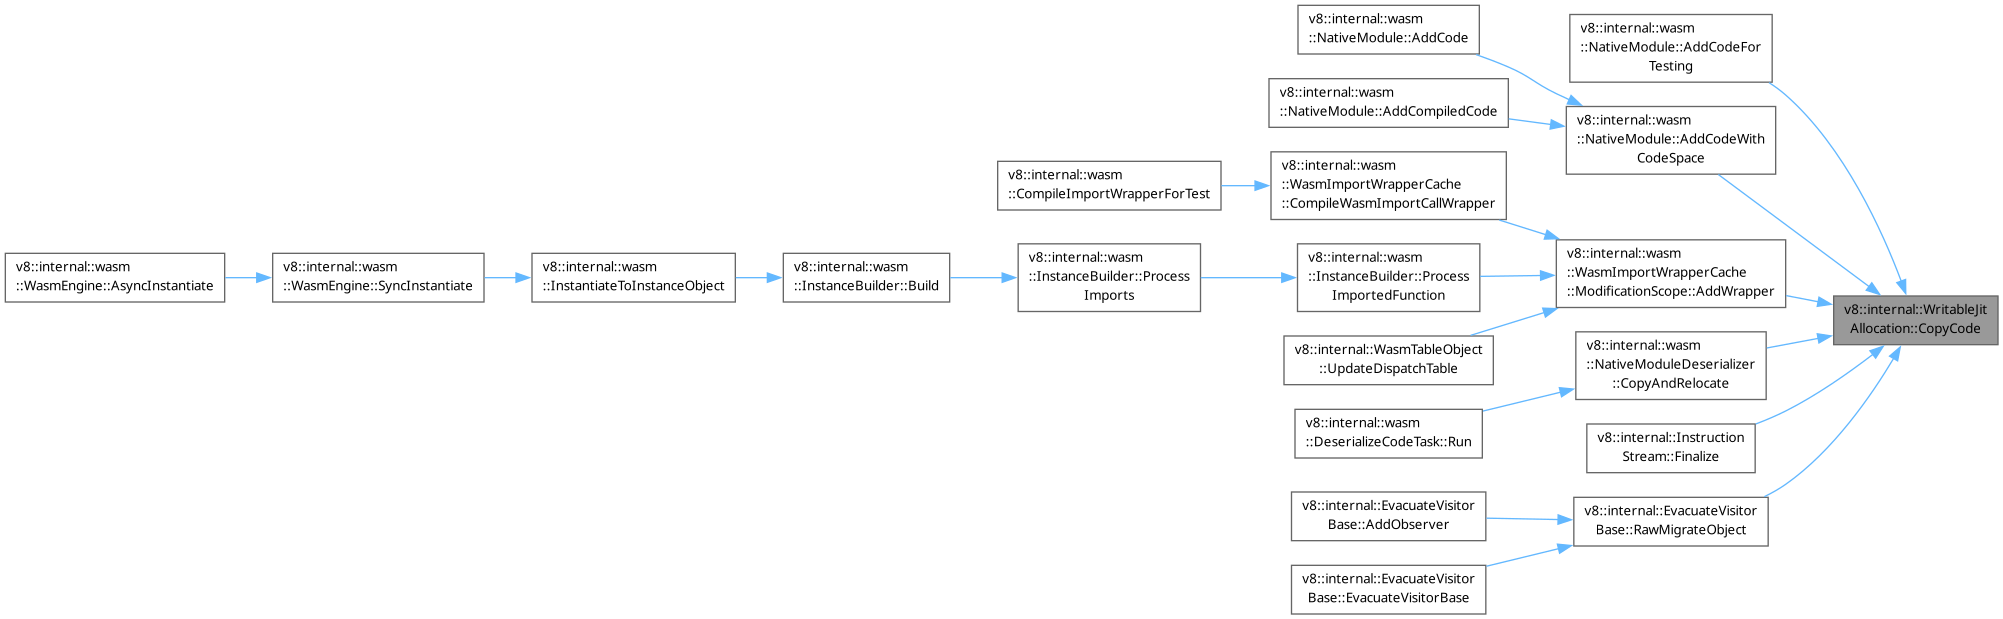 v8::internal::wasm
::NativeModule::AddCode
v8::internal::wasm
::NativeModule::AddCodeFor
Testing
v8::internal::wasm
::NativeModule::AddCompiledCode
v8::internal::wasm
::NativeModule::AddCodeWith
CodeSpace
v8::internal::wasm
::CompileImportWrapperForTest
v8::internal::wasm
::WasmImportWrapperCache
::CompileWasmImportCallWrapper
v8::internal::wasm
::WasmEngine::AsyncInstantiate
v8::internal::wasm
::WasmEngine::SyncInstantiate
v8::internal::wasm
::InstantiateToInstanceObject
v8::internal::wasm
::InstanceBuilder::Build
v8::internal::wasm
::InstanceBuilder::Process
Imports
v8::internal::wasm
::InstanceBuilder::Process
ImportedFunction
v8::internal::wasm
::WasmImportWrapperCache
::ModificationScope::AddWrapper
v8::internal::WritableJit
Allocation::CopyCode
v8::internal::WasmTableObject
::UpdateDispatchTable
v8::internal::wasm
::NativeModuleDeserializer
::CopyAndRelocate
v8::internal::wasm
::DeserializeCodeTask::Run
v8::internal::Instruction
Stream::Finalize
v8::internal::EvacuateVisitor
Base::AddObserver
v8::internal::EvacuateVisitor
Base::RawMigrateObject
v8::internal::EvacuateVisitor
Base::EvacuateVisitorBase